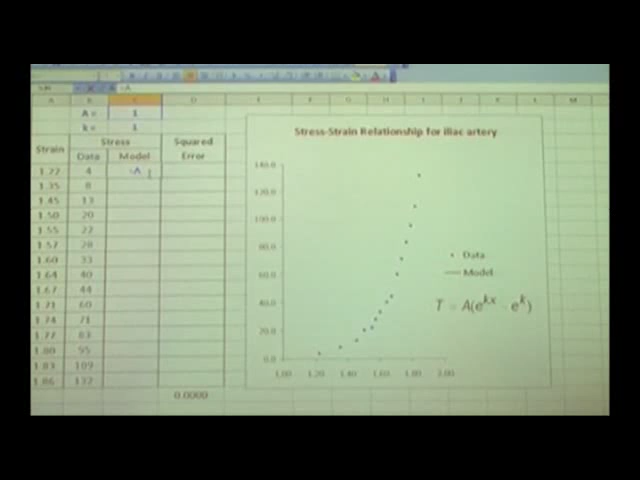 =A
A B C D E F G H I J K L M
A = 1
k = 1
Strain Stress Squared Error
Data Model
1.22 4 =A
1.35 8
1.45 13
1.50 20
1.55 22
1.57 28
1.60 33
1.64 40
1.67 44
1.71 60
1.74 71
1.77 83
1.80 95
1.83 109
1.86 132
0.0000
Stress-Strain Relationship for iliac artery
140.0
120.0
100.0
80.0
60.0
40.0
20.0
0.0
1.00 1.20 1.40 1.60 1.80 2.00
Data
Model
T = A(e^kx - e^k)